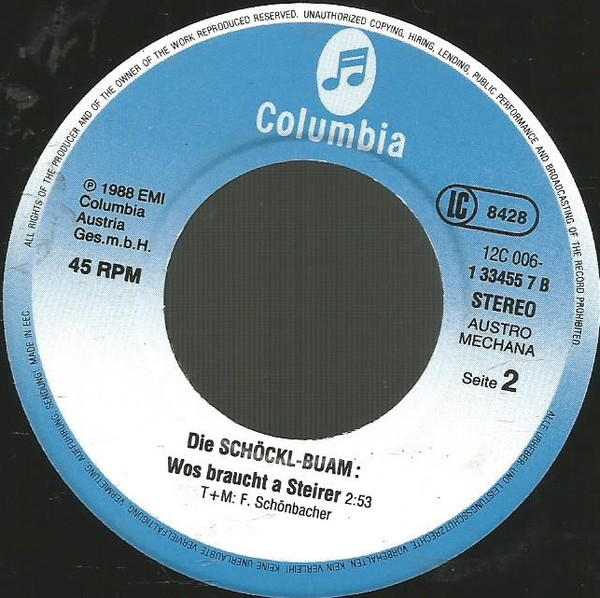 ALL RIGHTS OF THE PRODUCER AND OF THE OWNER OF THE WORK REPRODUCED RESERVED. UNAUTHORIZED COPYING, HIRING, LENDING, PUBLIC PERFORMANCE AND BROADCASTING OF THE RECORD PROHIBITED.
Columbia
℗ 1988 EMI
Columbia
Austria
Ges.m.b.H.
45 RPM
LC 8428
12C 006-
1 33455 7 B
STEREO
AUSTRO
MECHANA
Seite 2
Die SCHÖCKL-BUAM:
Wos braucht a Steirer 2:53
T+M: F. Schönbacher
ALLE URHEBER- UND LEISTUNGSSCHUTZRECHTE VORBEHALTEN KEIN VERLEIH! KEINE UNERLAUBTE VERVIELFÄLTIGUNG VERMIETUNG AUFFÜHRUNG SENDUNG! MADE IN EEC